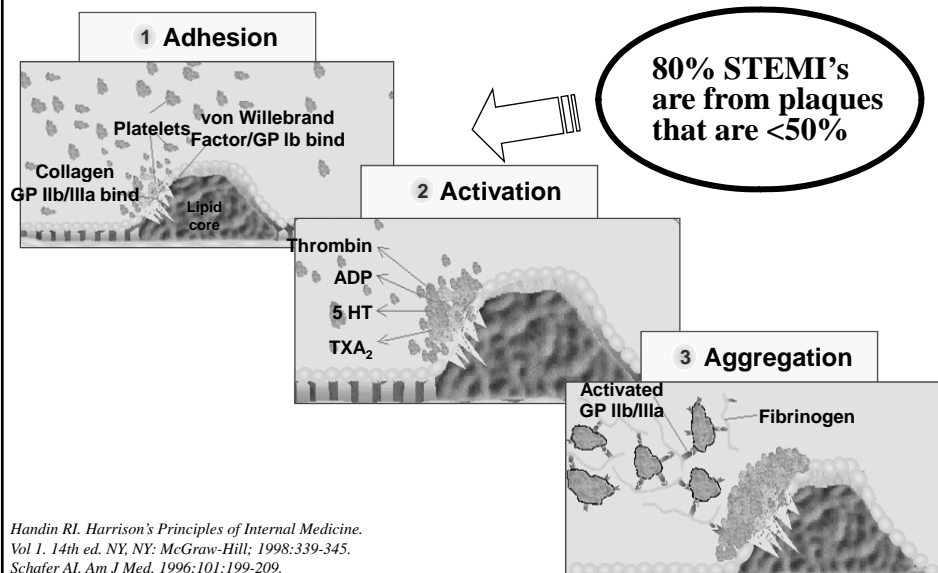 1 Adhesion
80% STEMI's
are from plaques
that are <50%
Platelets
von Willebrand
Factor/GP Ib bind
Collagen
GP IIb/IIIa bind
Lipid
core
2 Activation
Thrombin
ADP
5 HT
TXA₂
3 Aggregation
Activated
GP IIb/IIIa
Fibrinogen
Handin RI. Harrison's Principles of Internal Medicine.
Vol 1. 14th ed. NY, NY: McGraw-Hill; 1998:339-345.
Schafer AI. Am J Med. 1996:101:199-209.